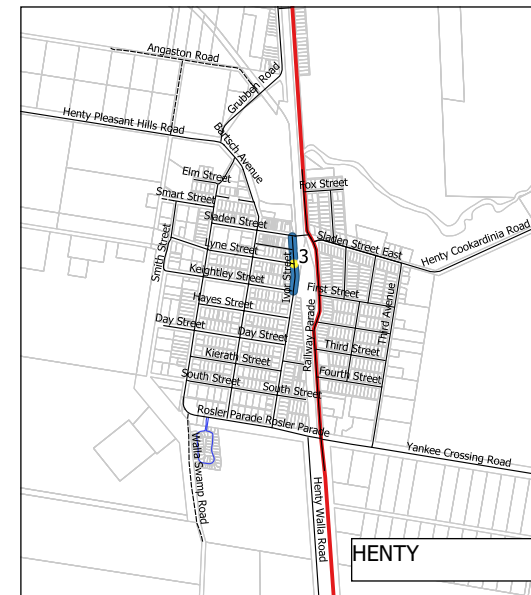 Angaston Road
Grubben Road
Henty Pleasant Hills Road
Bartsch Avenue
Elm Street
Fox Street
Smart Street
Sladen Street
Sladen Street East
Henty Cookardinia Road
Smith Street
Lyne Street
3
Ivor Street
Keightley Street
First Street
Third Avenue
Hayes Street
Railway Parade
Day Street
Day Street
Third Street
Kierath Street
Fourth Street
South Street
South Street
Rosler Parade
Rosler Parade
Yankee Crossing Road
Walla Swamp Road
Henty Walla Road
HENTY